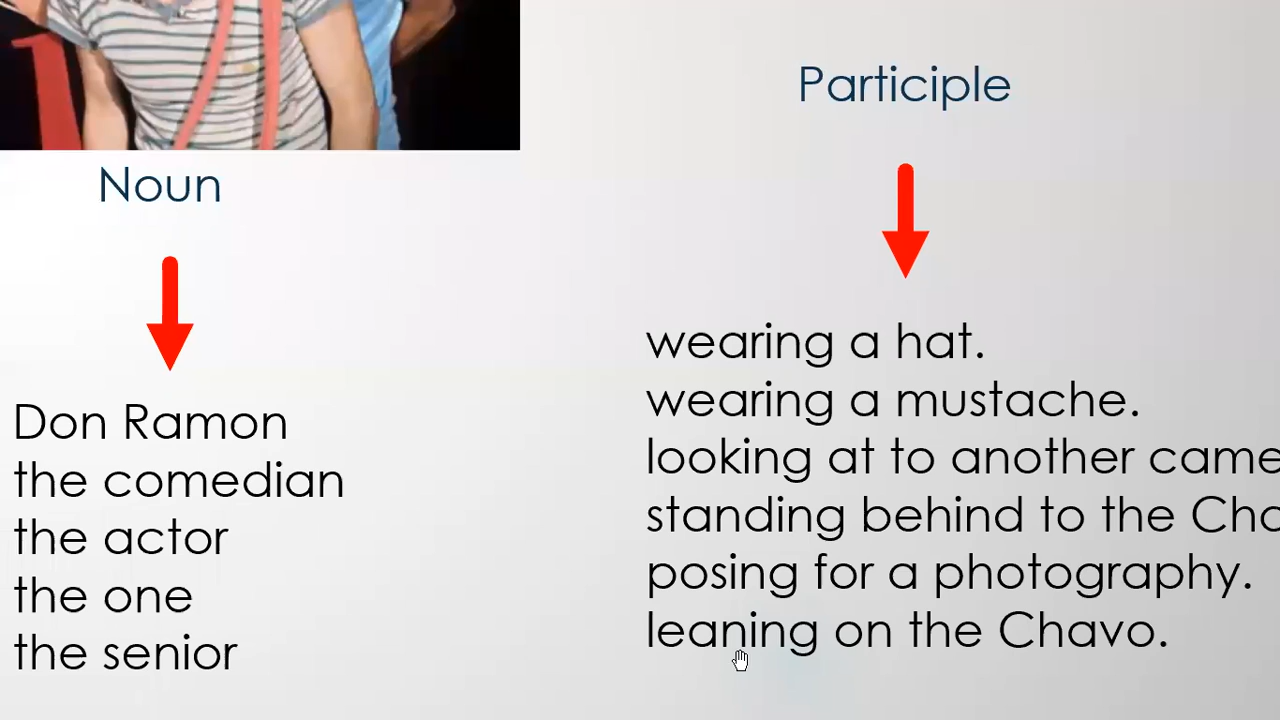 Noun
Don Ramon
the comedian
the actor
the one
the senior
Participle
wearing a hat.
wearing a mustache.
looking at to another
standing behind to the
posing for a photography.
leaning on the Chavo.